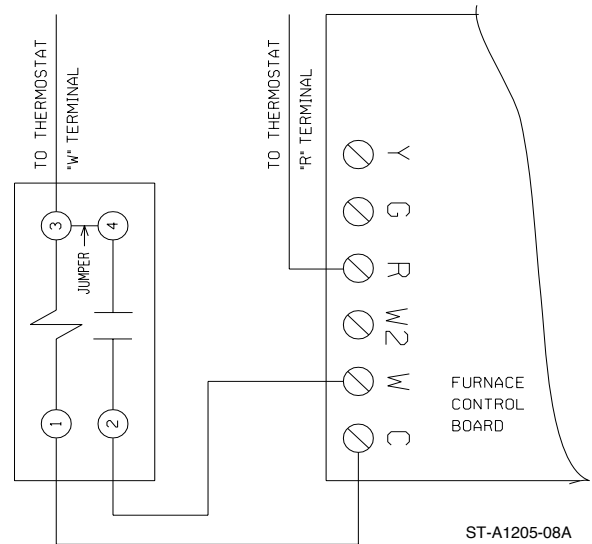 TO THERMOSTAT
"W" TERMINAL
TO THERMOSTAT
"R" TERMINAL
3
4
JUMPER
1
2
Y
G
R
W2
W
C
FURNACE
CONTROL
BOARD
ST-A1205-08A